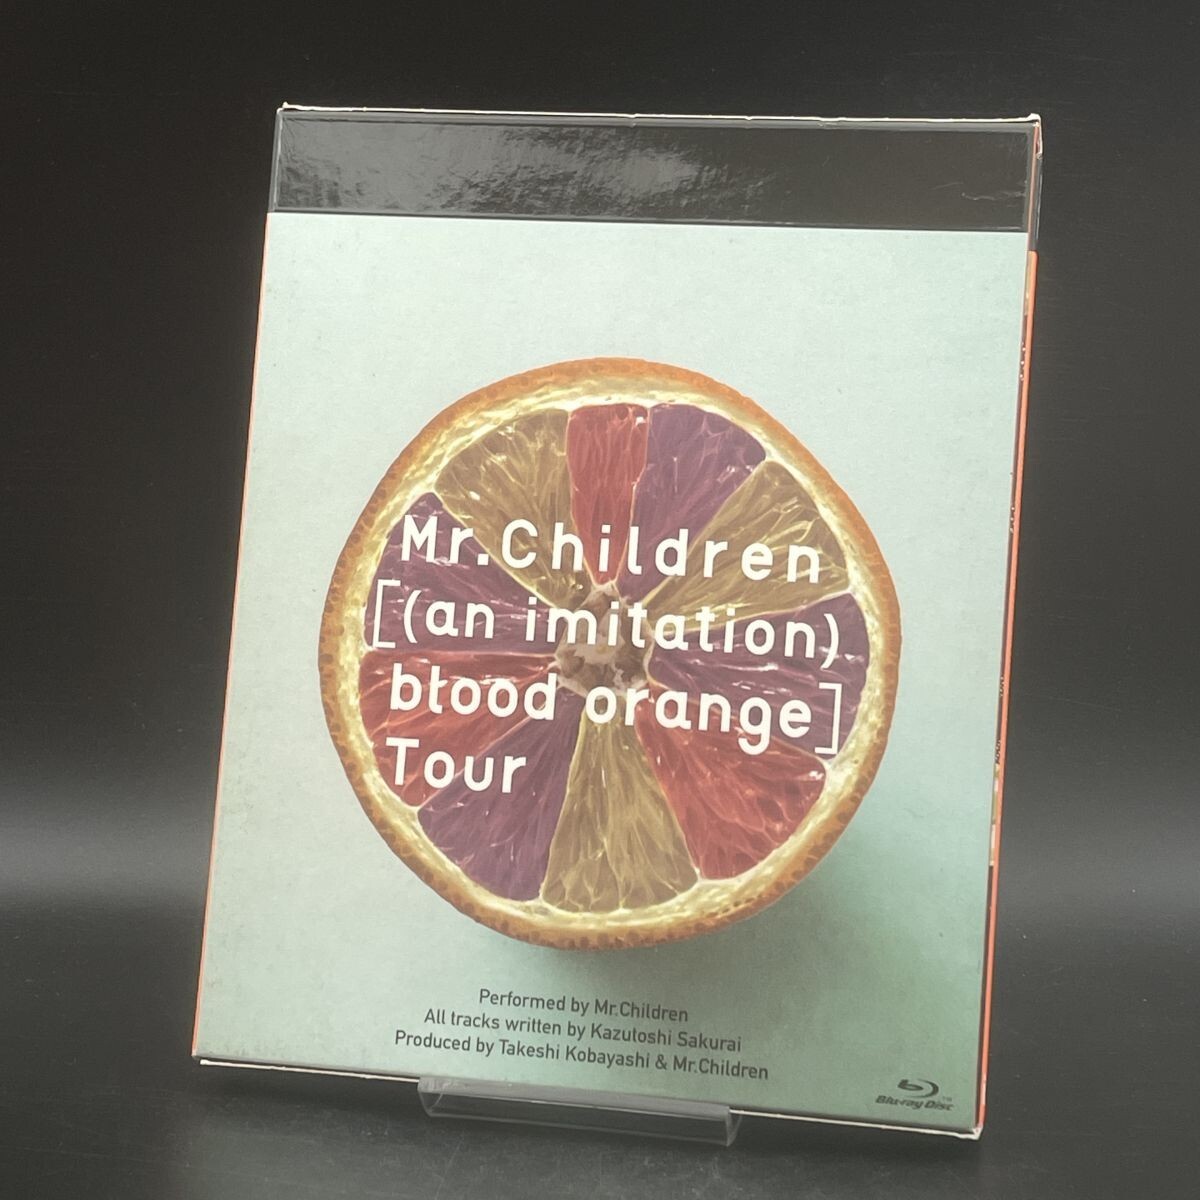 Mr.Children
[(an imitation)
blood orange]
Tour
Performed by Mr.Children
All tracks written by Kazutoshi Sakurai
Produced by Takeshi Kobayashi & Mr.Children
Blu-ray Disc™